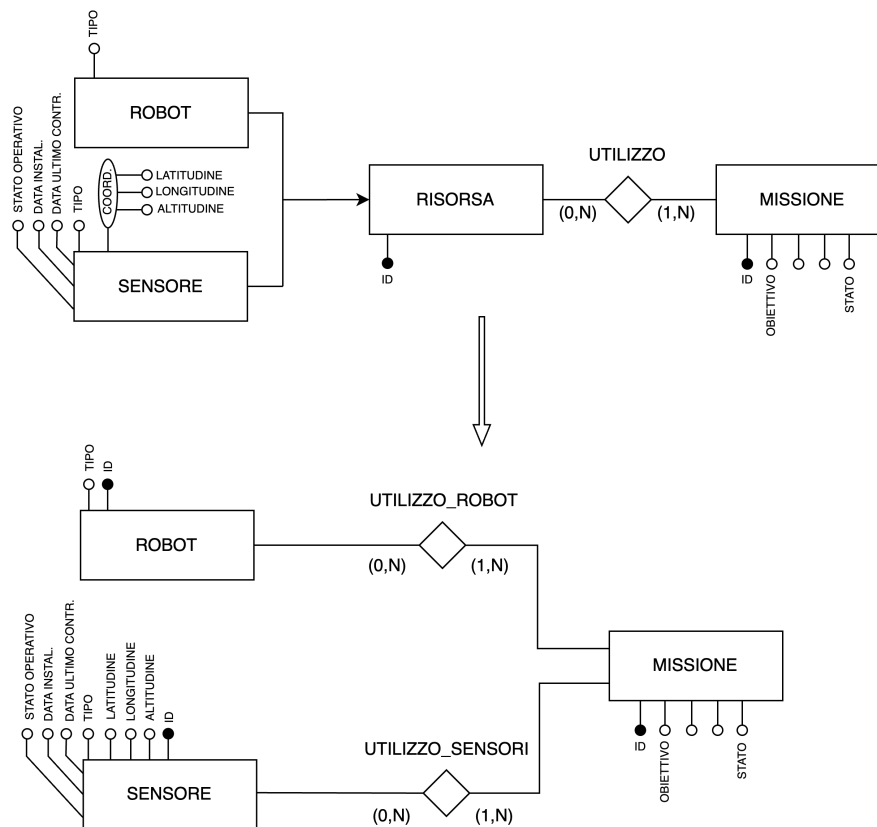 TIPO
ROBOT
STATO OPERATIVO
DATA INSTAL.
DATA ULTIMO CONTR.
TIPO
COORD.
LATITUDINE
LONGITUDINE
ALTITUDINE
SENSORE
RISORSA
ID
UTILIZZO
(0,N)
(1,N)
MISSIONE
ID
OBIETTIVO
STATO
TIPO
ID
ROBOT
UTILIZZO_ROBOT
(0,N)
(1,N)
STATO OPERATIVO
DATA INSTAL.
DATA ULTIMO CONTR.
TIPO
LATITUDINE
LONGITUDINE
ALTITUDINE
ID
SENSORE
UTILIZZO_SENSORI
(0,N)
(1,N)
MISSIONE
ID
OBIETTIVO
STATO